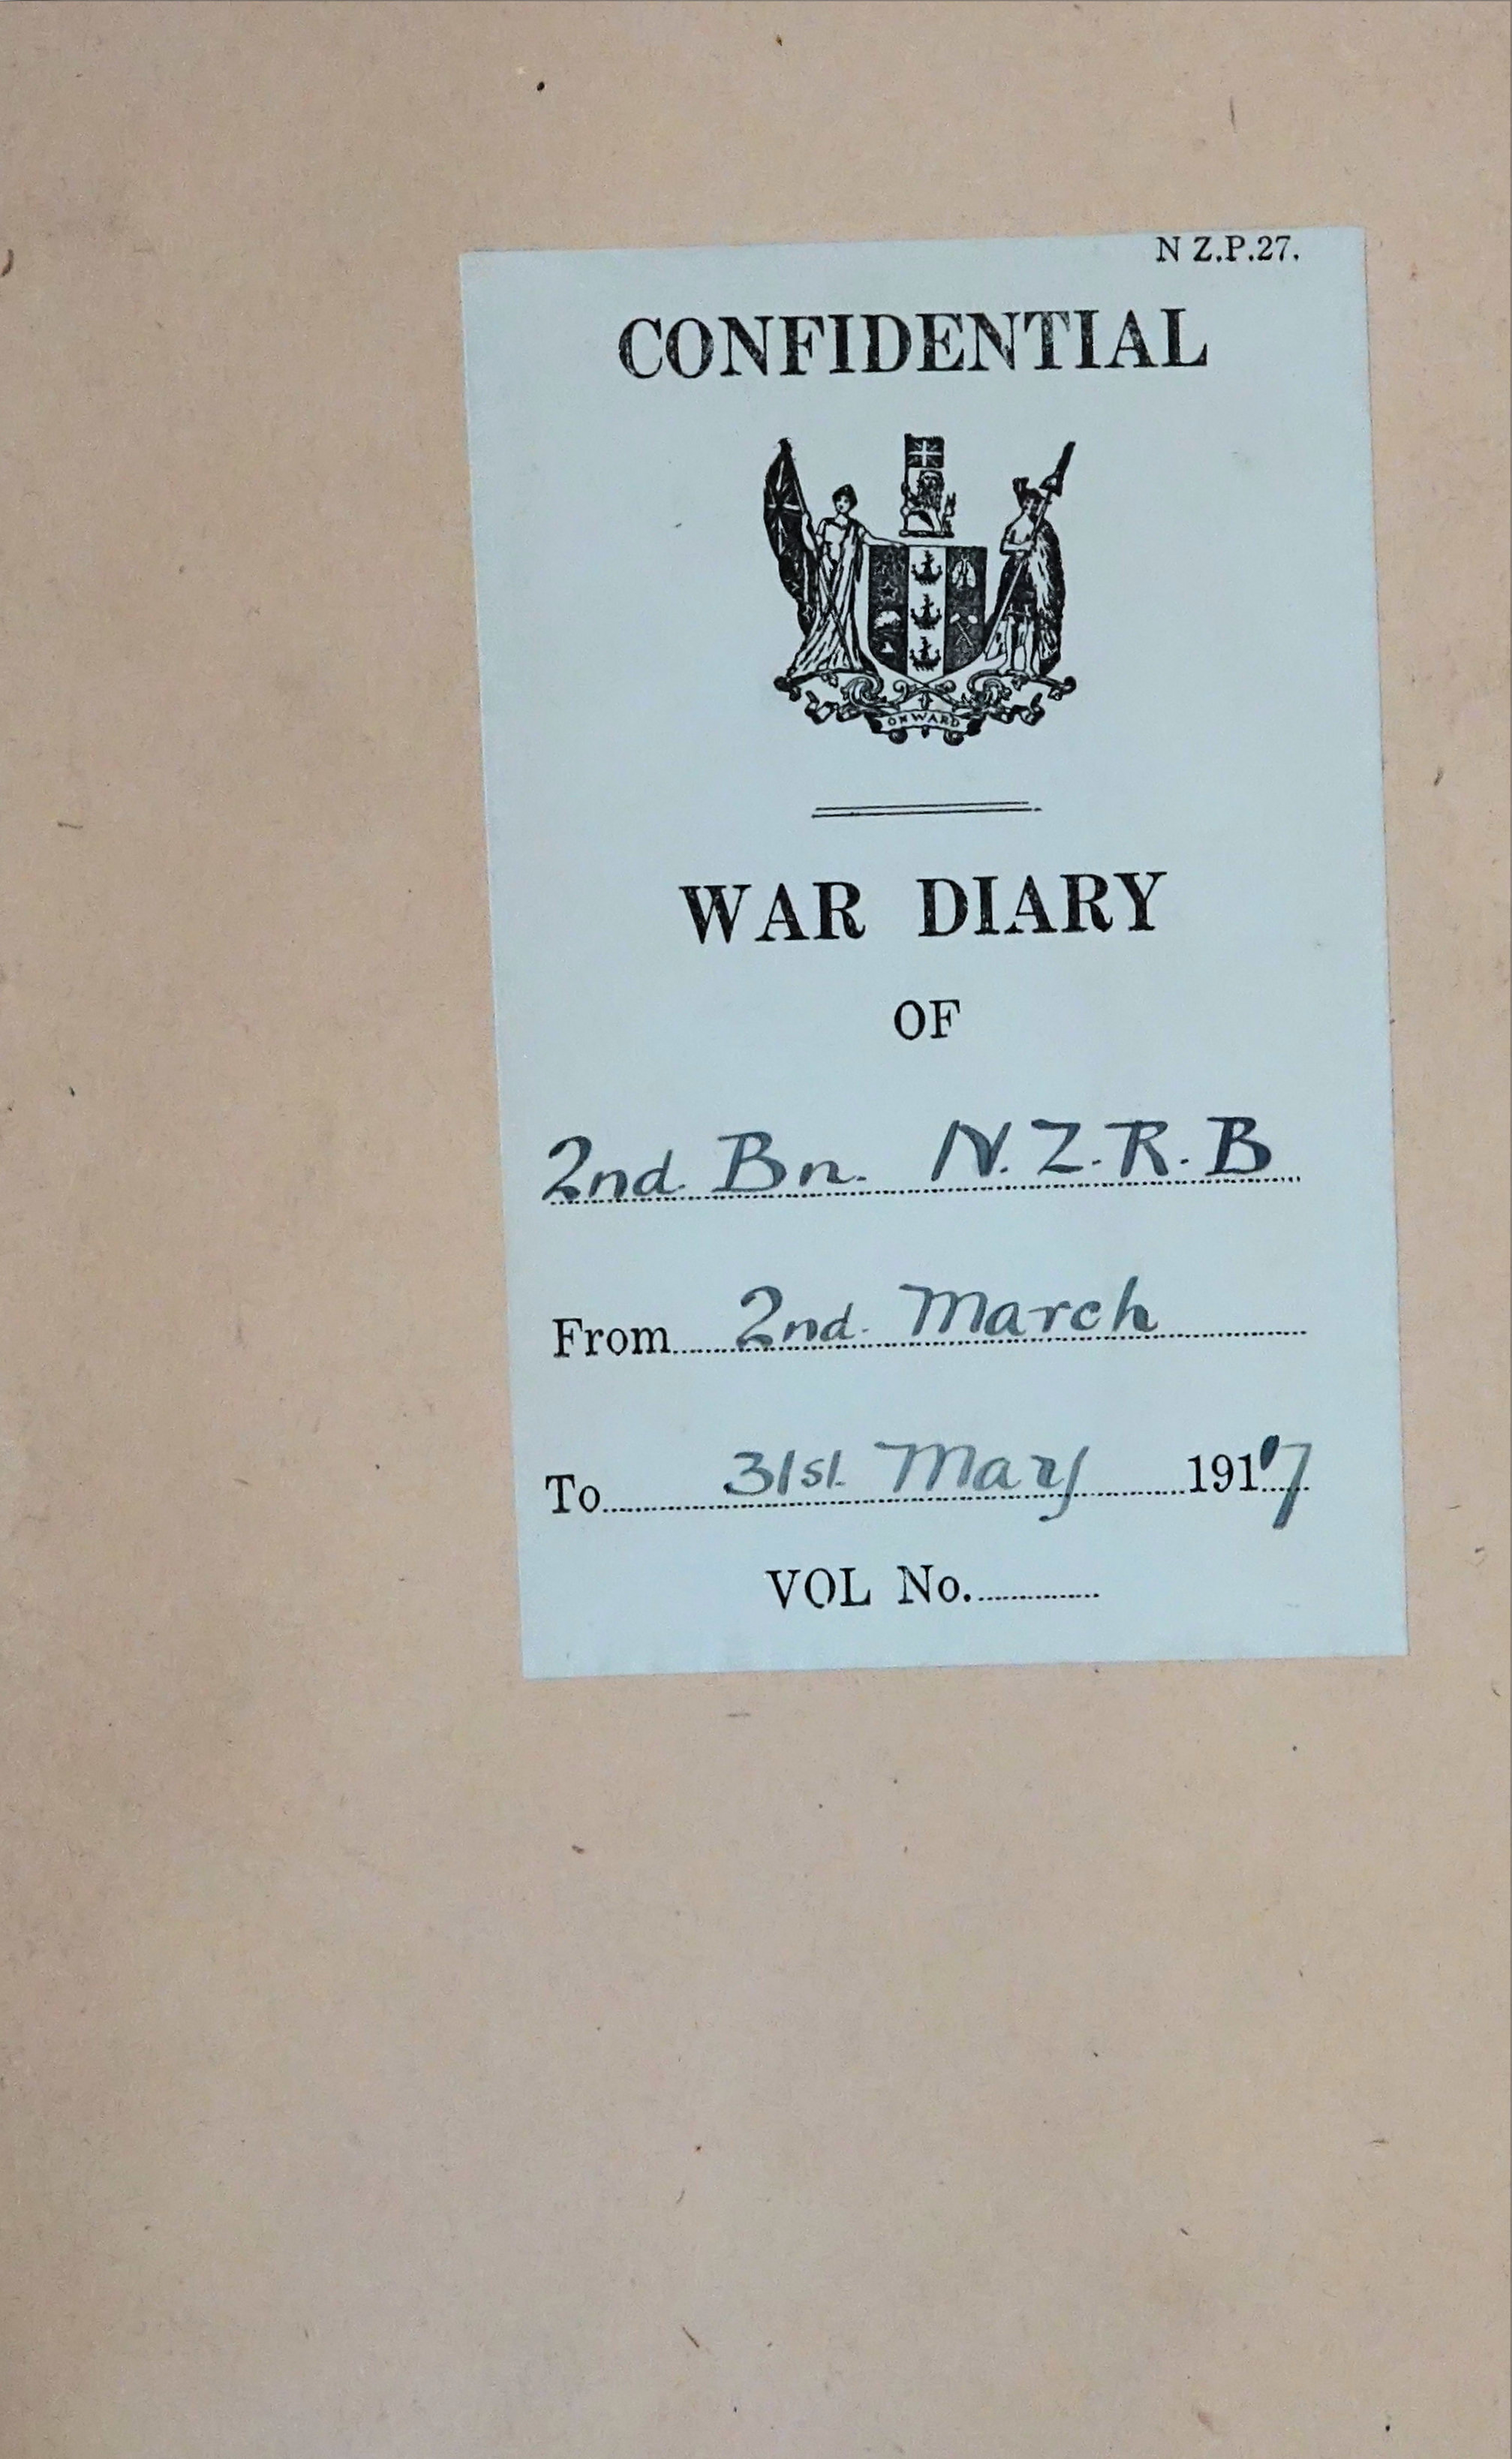 N Z.P.27.
CONFIDENTIAL
ONWARD
WAR DIARY
OF
2nd. Bn. N.Z.R.B
From 2nd. March
To 31st. May 1917
VOL No.